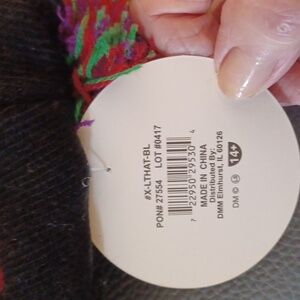 #X-LTHAT-BL
PON# 27554 LOT #0417
7 22950 29530 4
MADE IN CHINA
Distributed By:
DMM Elmhurst, IL 60126
14+
DM ©